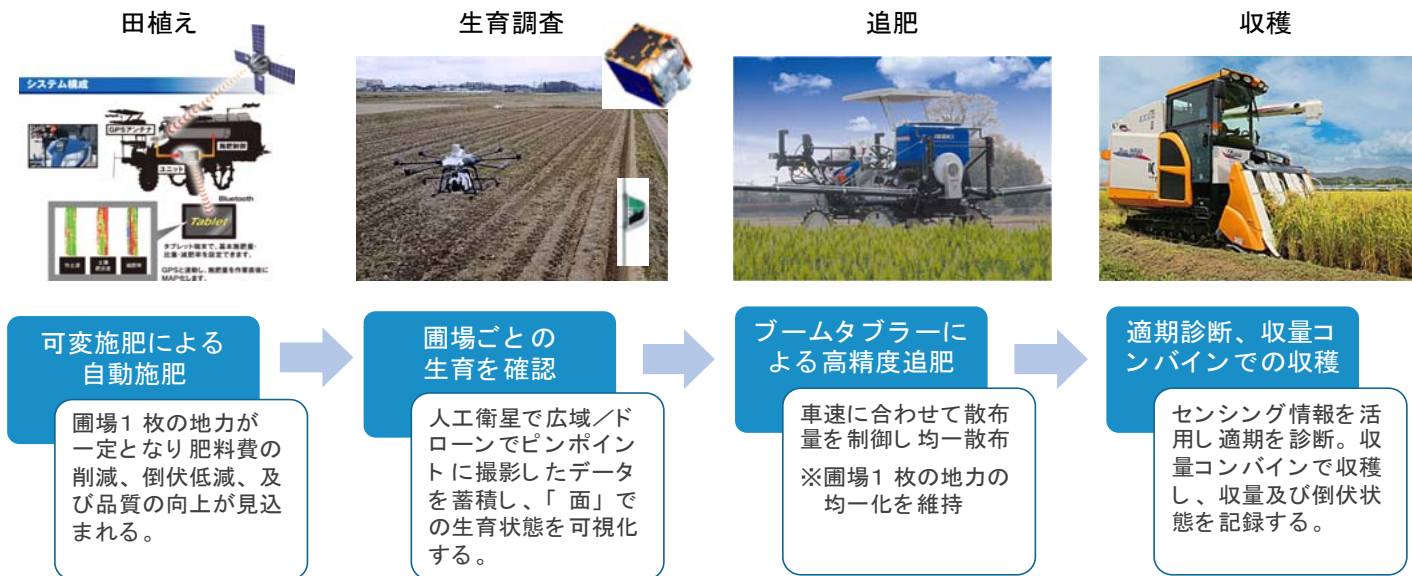 田植え
生育調査
追肥
収穫
システム構成
GPSアンテナ
施肥制御
ユニット
Bluetooth
Tablet
タブレット端末で、基本施肥量・
比重・減肥率を設定できます。
GPSと連動し、施肥量を作業直後に
MAP化します。
作土深
土壌
肥沃度
減肥率
可変施肥による
自動施肥
圃場1 枚の地力が
一定となり肥料費の
削減、倒伏低減、及
び品質の向上が見込
まれる。
圃場ごとの
生育を確認
人工衛星で広域／ド
ローンでピンポイン
トに撮影したデータ
を蓄積し、「 面」で
の生育状態を可視化
する。
ブームタブラーに
よる高精度追肥
車速に合わせて散布
量を制御し均一散布
※圃場1 枚の地力の
均一化を維持
適期診断、収量コ
ンバインでの収穫
センシング情報を活
用し適期を診断。収
量コンバインで収穫
し、収量及び倒伏状
態を記録する。